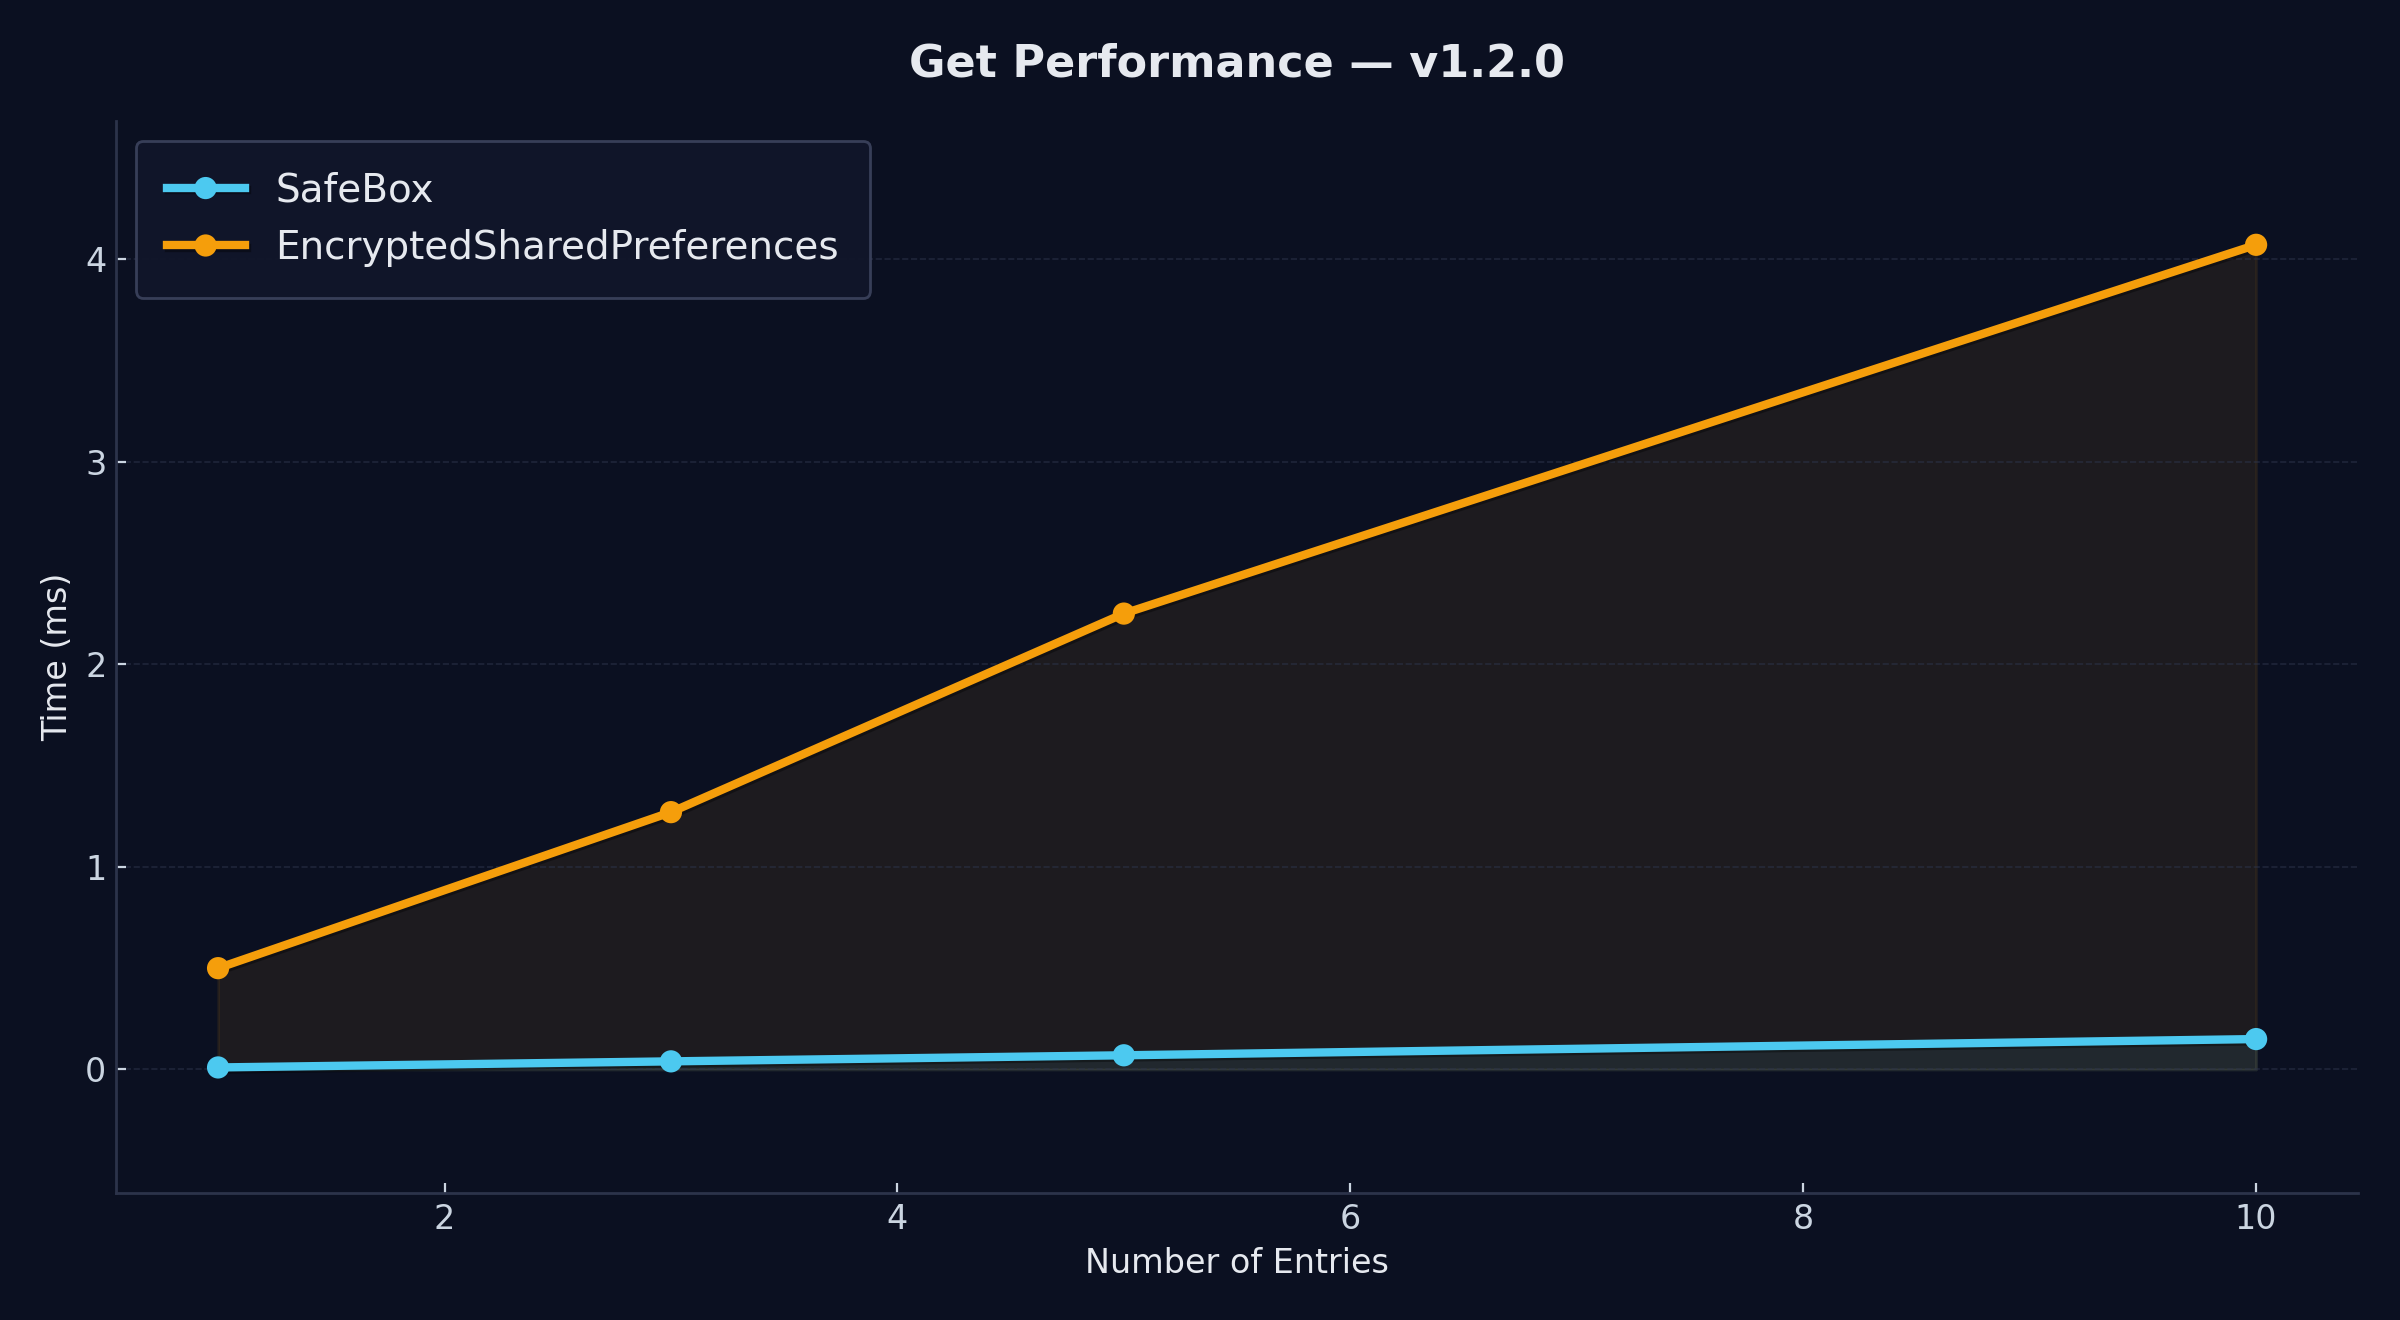 Get Performance — v1.2.0
SafeBox
EncryptedSharedPreferences
4
3
2
1
0
Time (ms)
2
4
6
8
10
Number of Entries